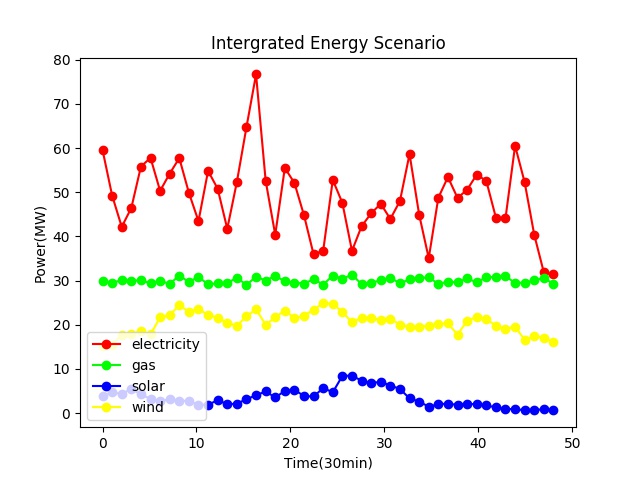 Intergrated Energy Scenario
80
70
60
50
40
30
20
10
0
Power(MW)
electricity
gas
solar
wind
0 10 20 30 40 50
Time(30min)